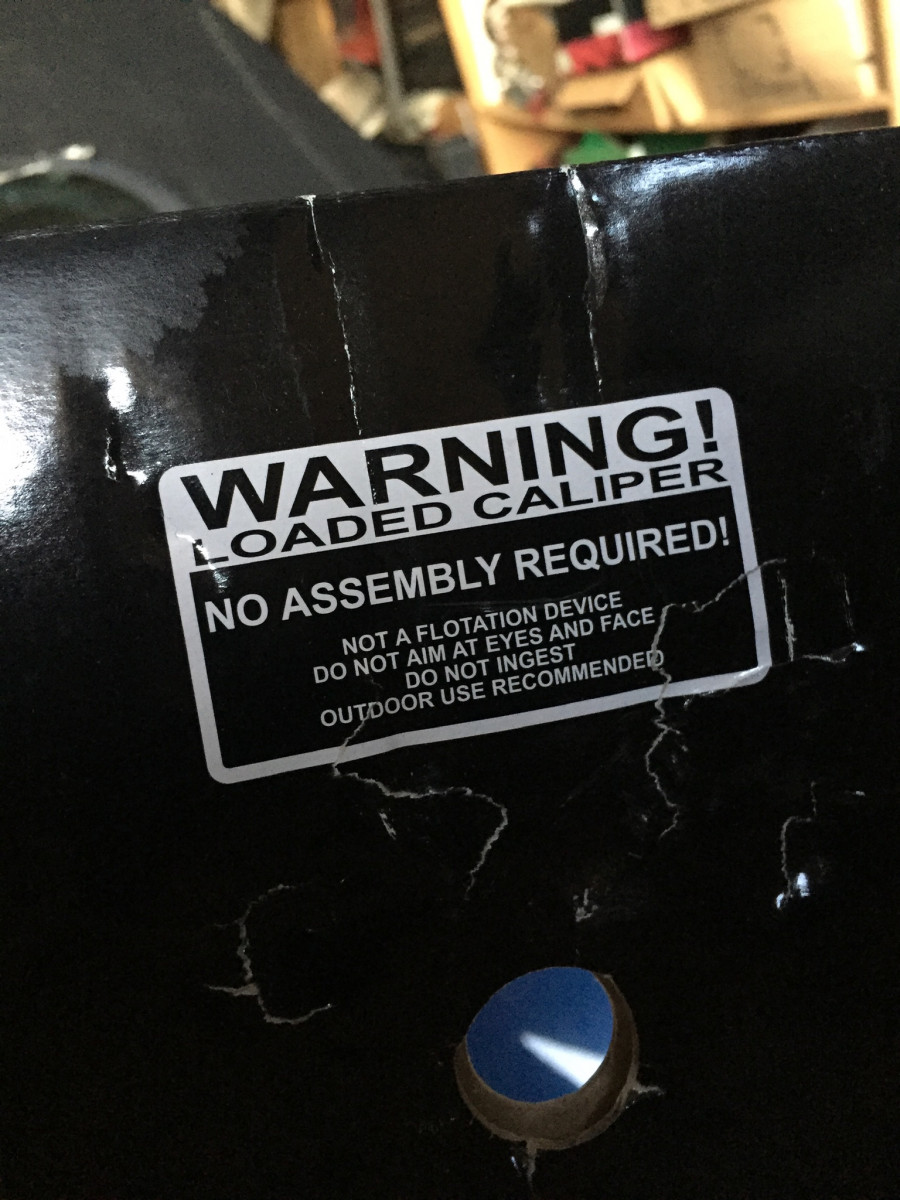 WARNING!
LOADED CALIPER
NO ASSEMBLY REQUIRED!
NOT A FLOTATION DEVICE
DO NOT AIM AT EYES AND FACE
DO NOT INGEST
OUTDOOR USE RECOMMENDED